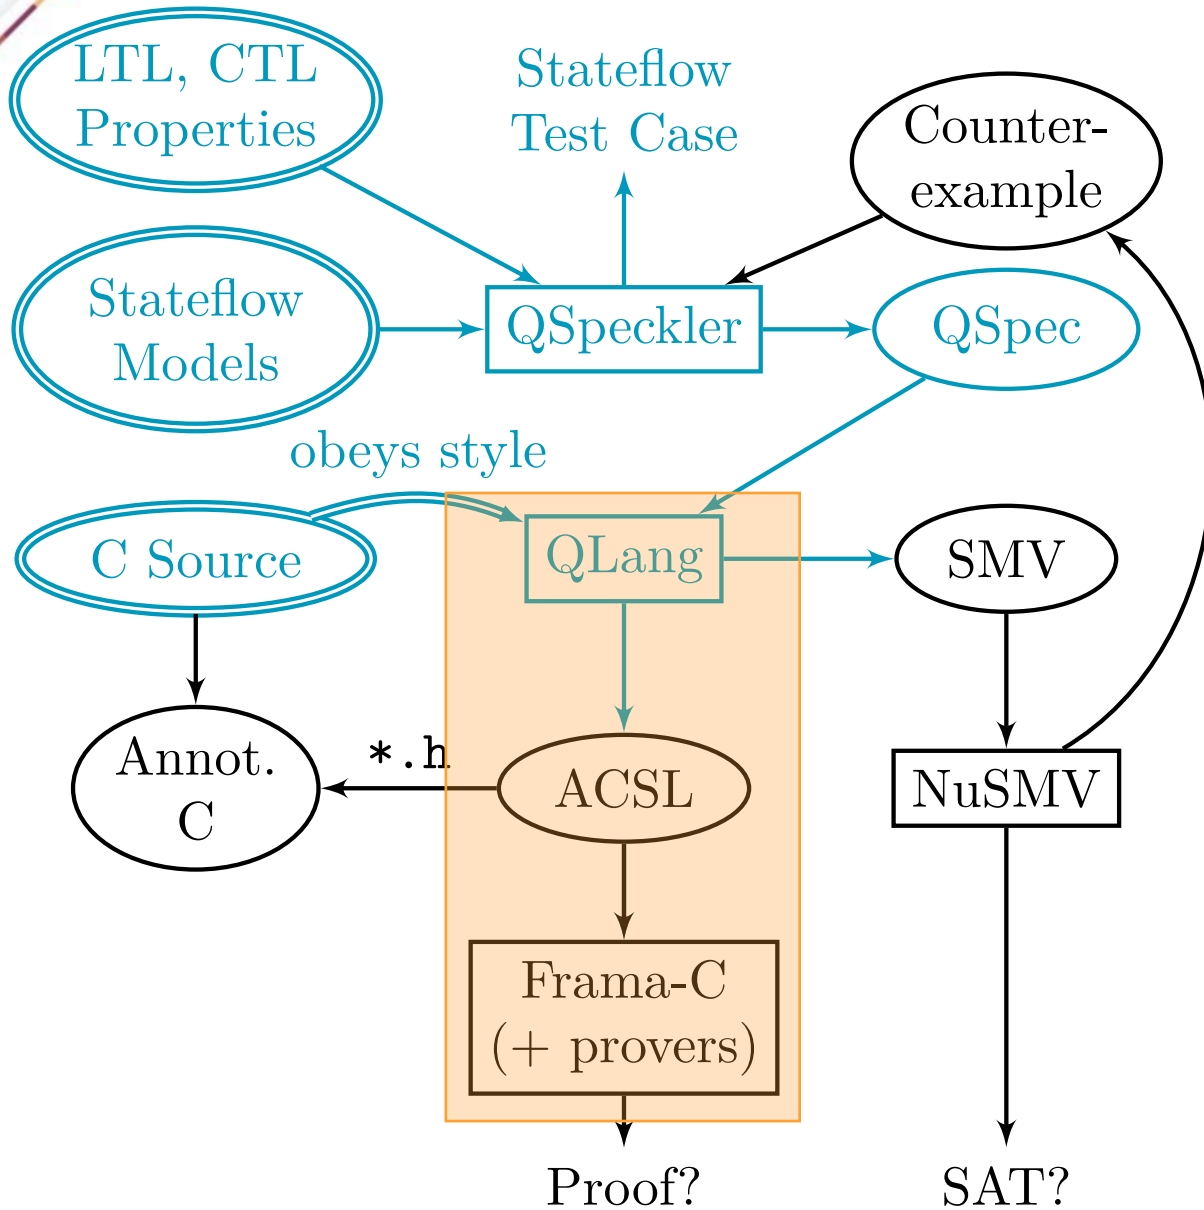 LTL, CTL
Properties
Stateflow
Test Case
Counter-
example
Stateflow
Models
QSpeckler
QSpec
obeys style
C Source
QLang
SMV
Annot.
C
*.h
ACSL
NuSMV
Frama-C
(+ provers)
Proof?
SAT?